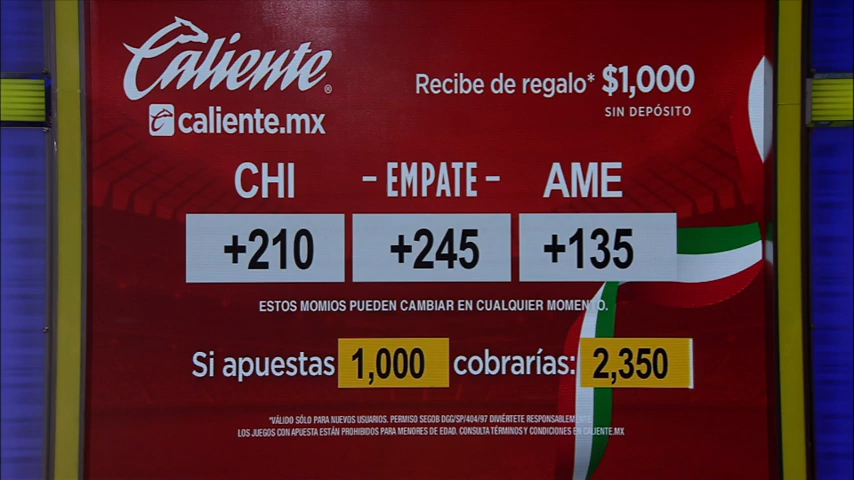 Caliente®
caliente.mx
Recibe de regalo* $1,000
SIN DEPÓSITO
CHI – EMPATE – AME
+210 +245 +135
ESTOS MOMIOS PUEDEN CAMBIAR EN CUALQUIER MOMENTO.
Si apuestas 1,000 cobrarías: 2,350
*VÁLIDO SÓLO PARA NUEVOS USUARIOS. PERMISO SEGOB DGG/SP/404/97 DIVIÉRTETE RESPONSABLEMENTE.
LOS JUEGOS CON APUESTA ESTÁN PROHIBIDOS PARA MENORES DE EDAD. CONSULTA TÉRMINOS Y CONDICIONES EN CALIENTE.MX